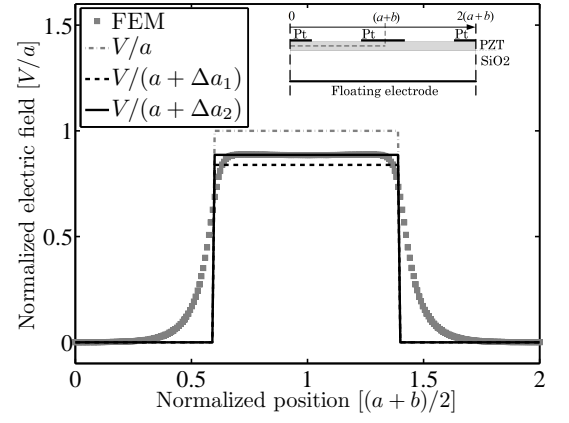 1.5
1
0.5
0
Normalized electric field [V/a]
FEM
V/a
V/(a + Δa₁)
V/(a + Δa₂)
0
(a+b)
2(a+b)
Pt
Pt
Pt
PZT
SiO2
Floating electrode
0
0.5
1
1.5
2
Normalized position [(a + b)/2]